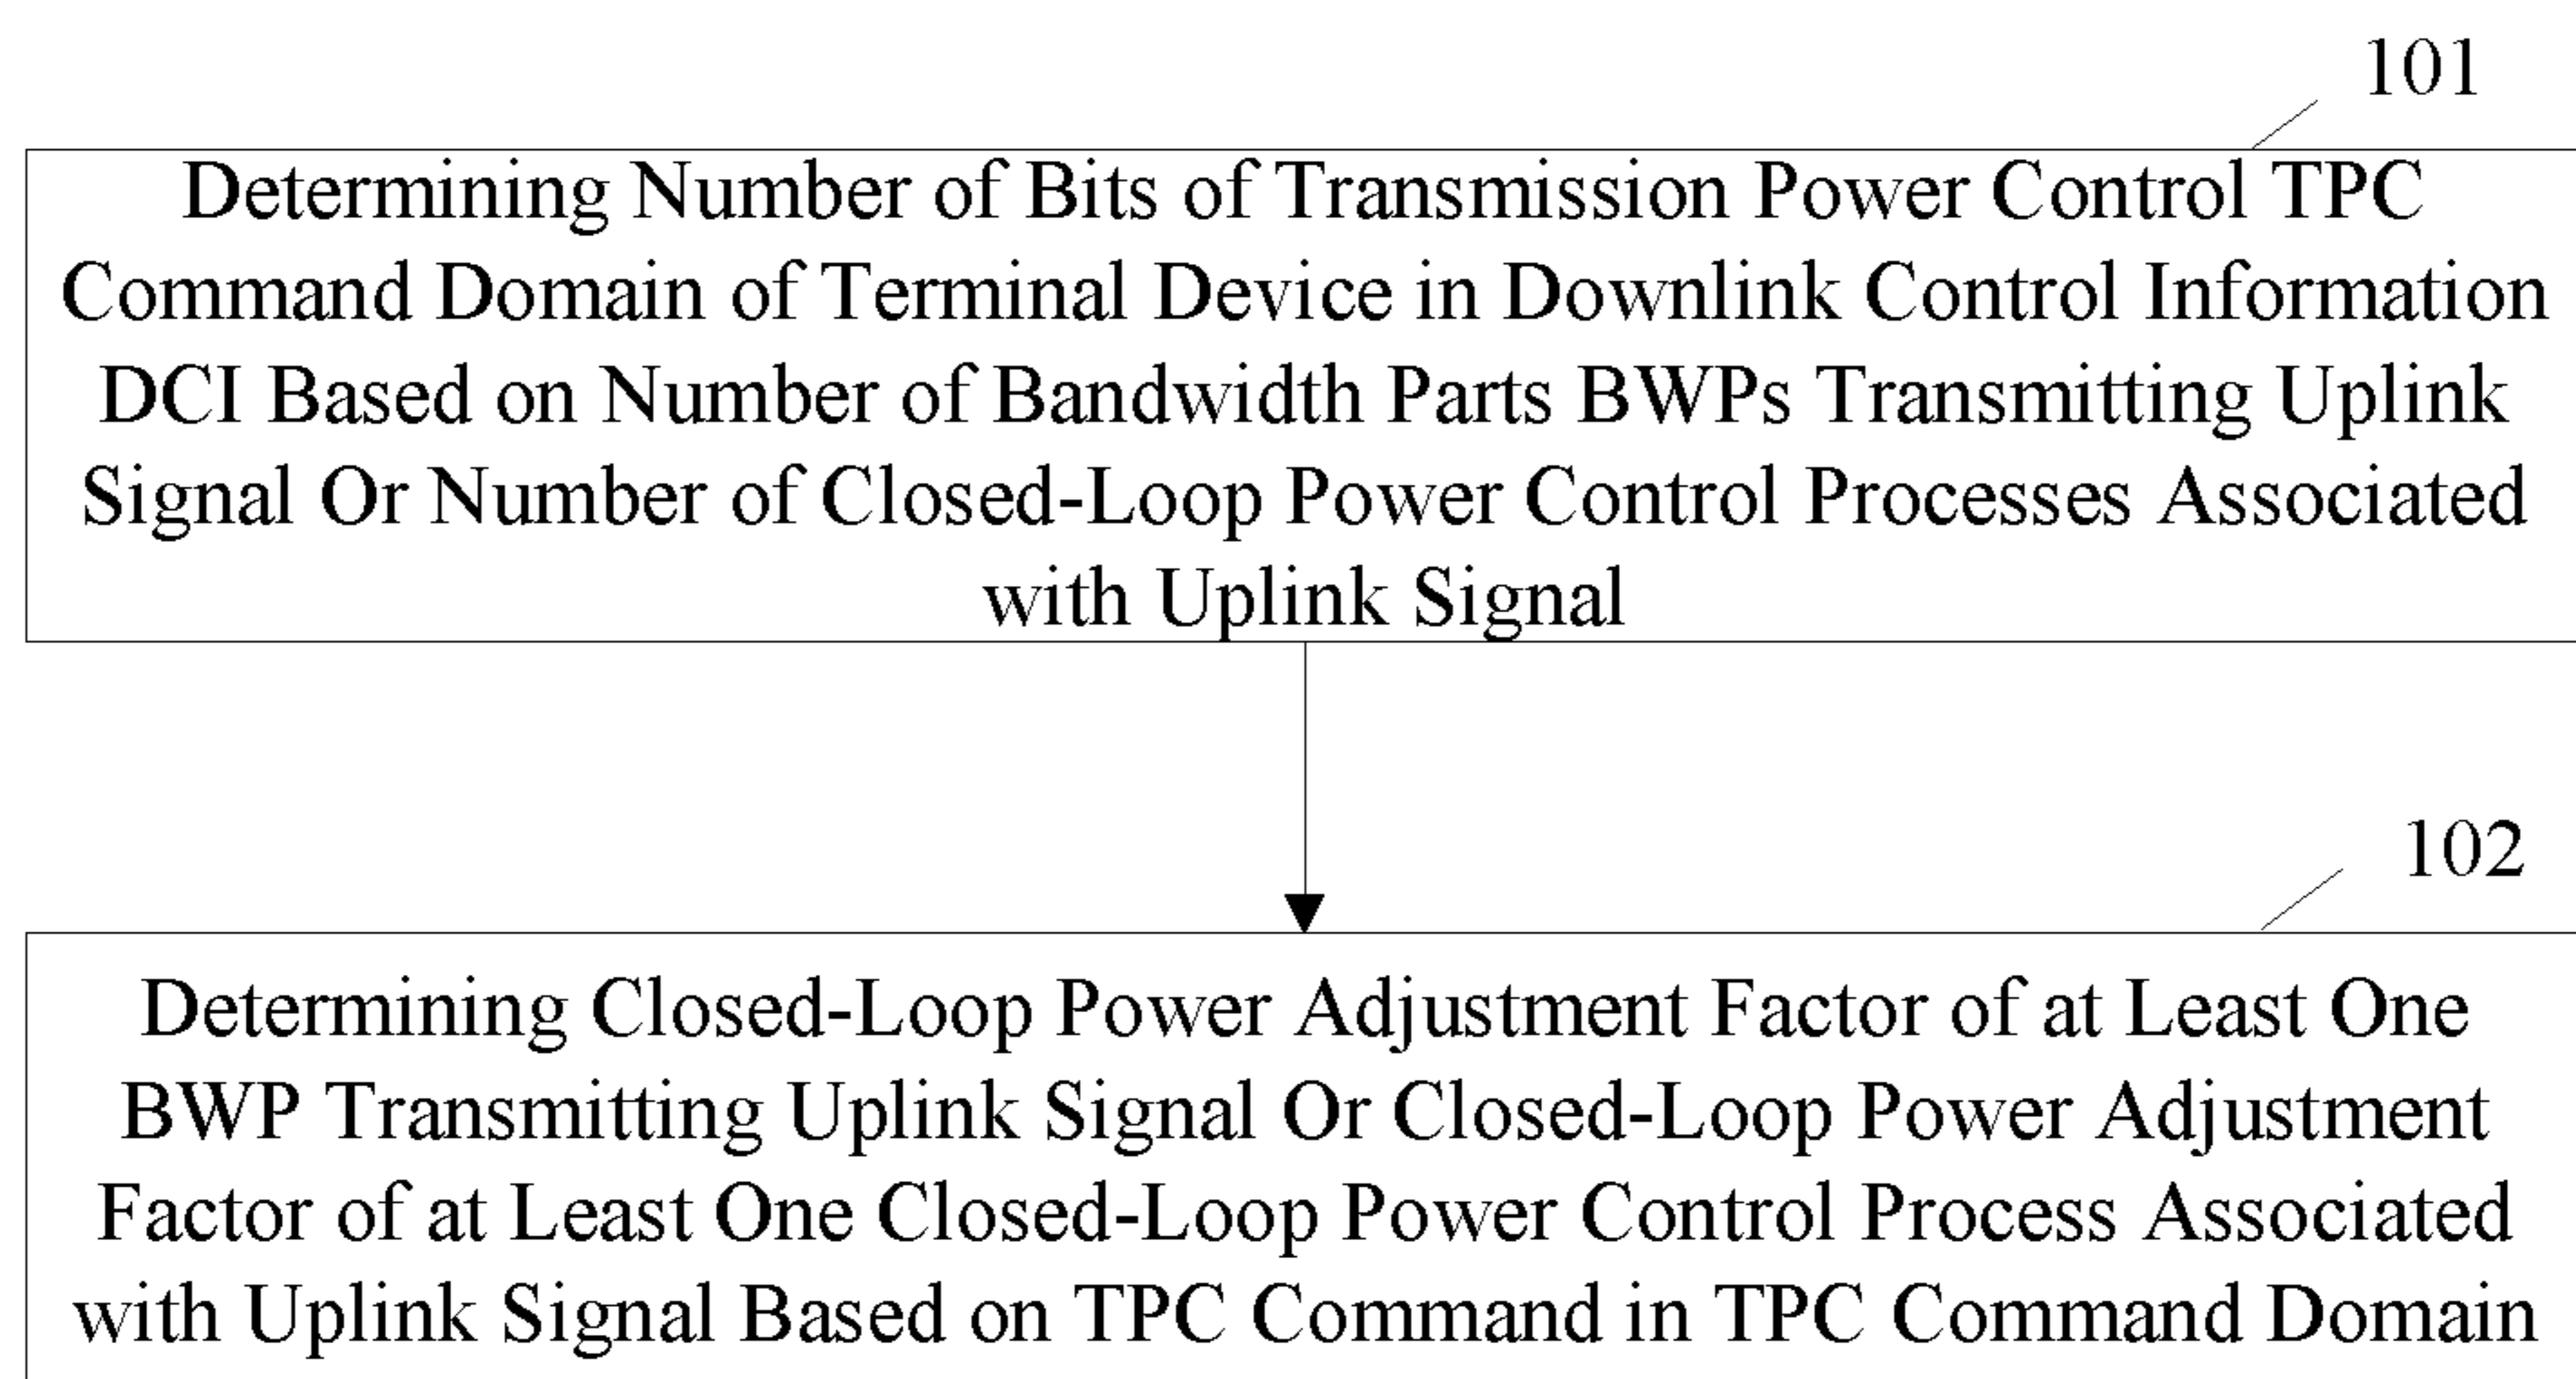 101
Determining Number of Bits of Transmission Power Control TPC
Command Domain of Terminal Device in Downlink Control Information
DCI Based on Number of Bandwidth Parts BWPs Transmitting Uplink
Signal Or Number of Closed-Loop Power Control Processes Associated
with Uplink Signal
102
Determining Closed-Loop Power Adjustment Factor of at Least One
BWP Transmitting Uplink Signal Or Closed-Loop Power Adjustment
Factor of at Least One Closed-Loop Power Control Process Associated
with Uplink Signal Based on TPC Command in TPC Command Domain